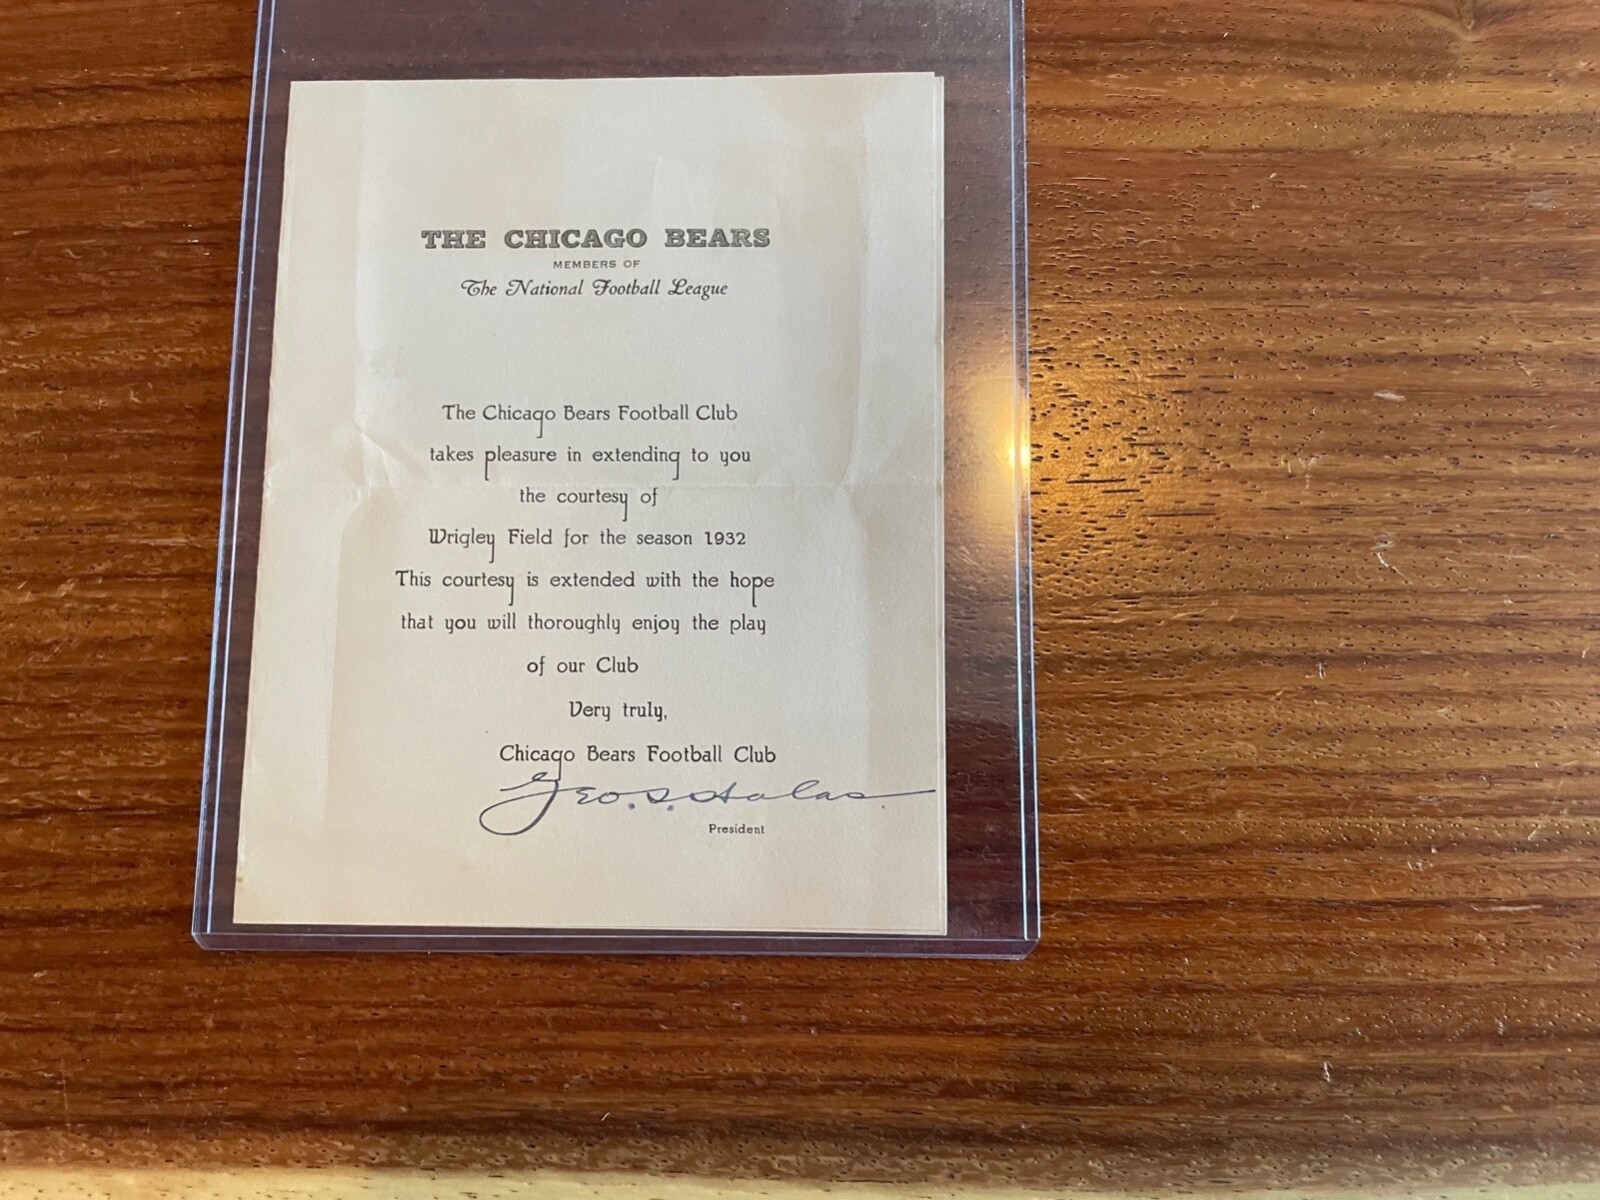 THE CHICAGO BEARS
MEMBERS OF
The National Football League
The Chicago Bears Football Club
takes pleasure in extending to you
the courtesy of
Wrigley Field for the season 1932
This courtesy is extended with the hope
that you will thoroughly enjoy the play
of our Club
Very truly,
Chicago Bears Football Club
Geo. S. Halas.
President